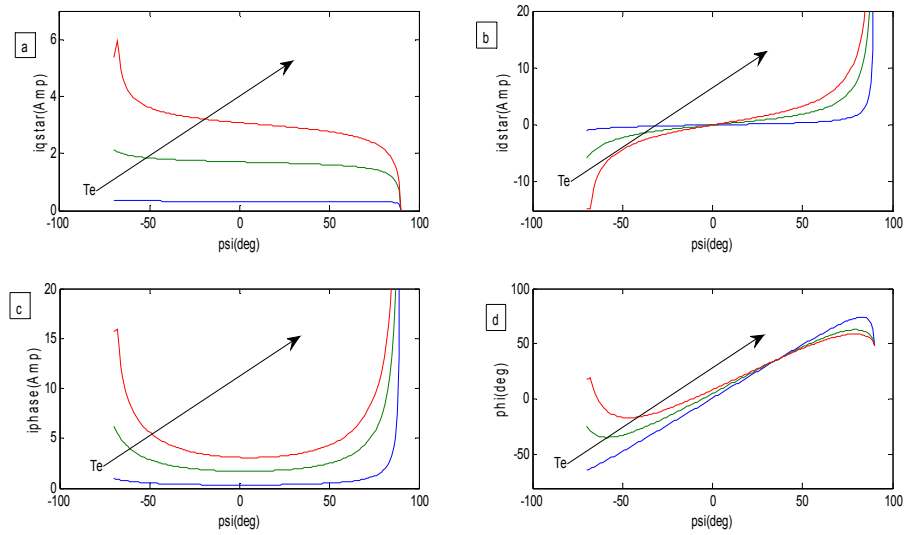 a
iqstar(Amp)
6
4
2
0
Te
-100 -50 0 50 100
psi(deg)
b
idstar(Amp)
20
10
0
-10
Te
-100 -50 0 50 100
psi(deg)
c
iphase(Amp)
20
15
10
5
0
Te
-100 -50 0 50 100
psi(deg)
d
phi(deg)
100
50
0
-50
Te
-100 -50 0 50 100
psi(deg)